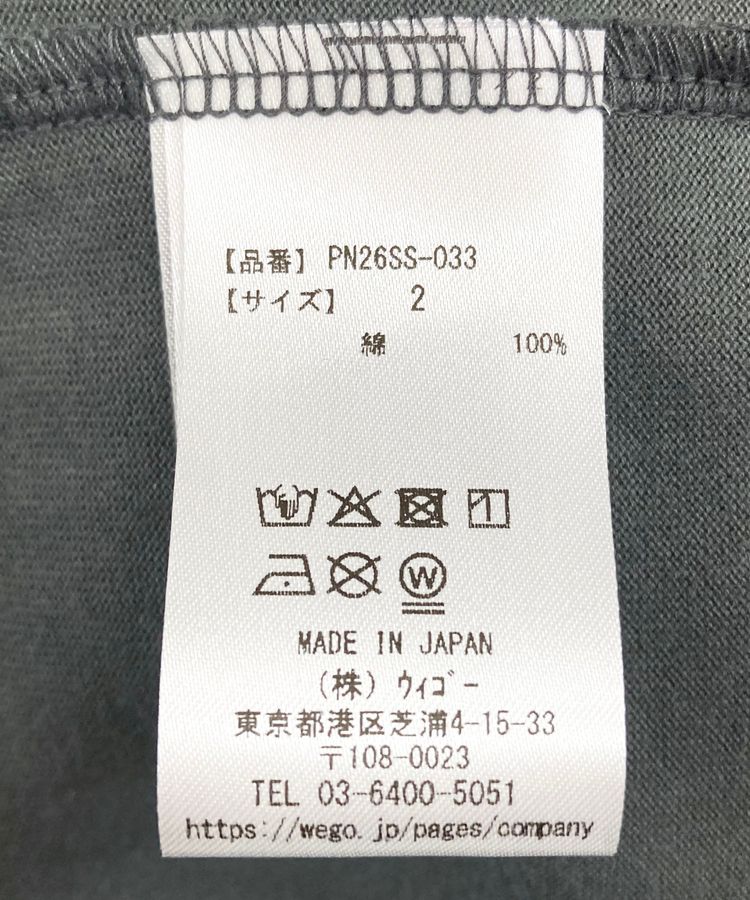 【品番】 PN26SS-033
【サイズ】 2
綿 100%
W
MADE IN JAPAN
(株) ウィゴー
東京都港区芝浦4-15-33
〒108-0023
TEL 03-6400-5051
https://wego.jp/pages/company